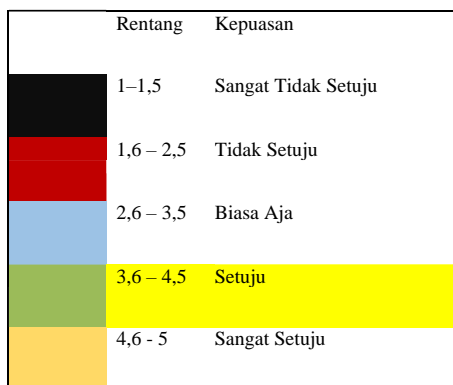 Rentang Kepuasan
1–1,5 Sangat Tidak Setuju
1,6 – 2,5 Tidak Setuju
2,6 – 3,5 Biasa Aja
3,6 – 4,5 Setuju
4,6 - 5 Sangat Setuju